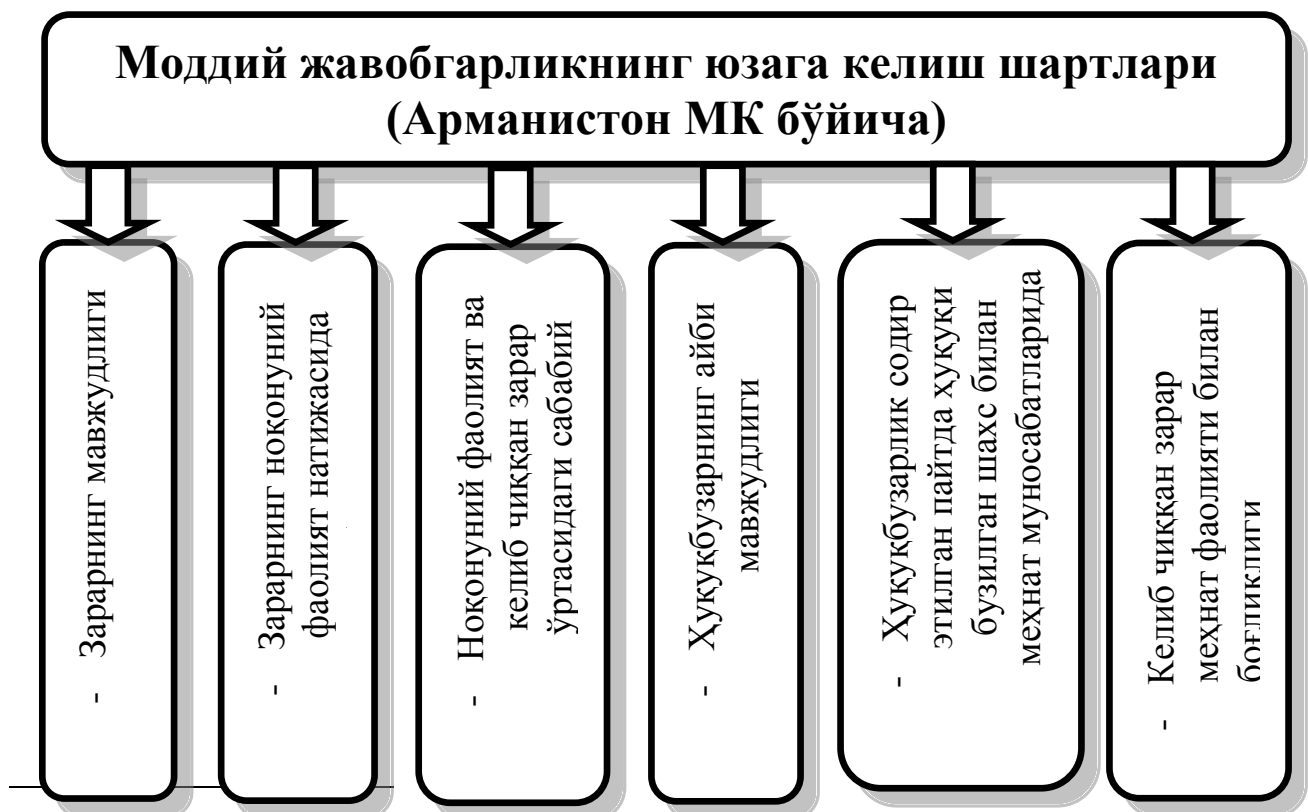 Моддий жавобгарликнинг юзага келиш шартлари
(Арманистон МК бўйича)
- Зарарнинг мавжудлиги
- Зарарнинг ноқонуний
фаолият натижасида
- Ноқонуний фаолият ва
келиб чиққан зарар
ўртасидаги сабабий
- Ҳуқуқбузарнинг айби
мавжудлиги
- Ҳуқуқбузарлик содир
этилган пайтда ҳуқуқи
бузилган шахс билан
меҳнат муносабатларида
- Келиб чиққан зарар
меҳнат фаолияти билан
боғлиқлиги